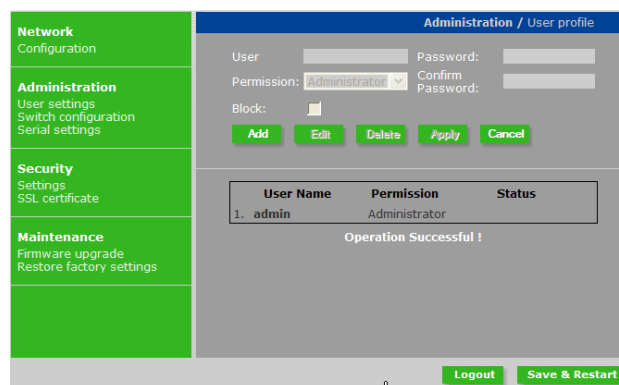 Network
Configuration
Administration
User settings
Switch configuration
Serial settings
Security
Settings
SSL certificate
Maintenance
Firmware upgrade
Restore factory settings
Administration / User profile
User Password:
Permission: Administrator Confirm Password:
Block:
Add Edit Delete Apply Cancel
User Name Permission Status
1. admin Administrator
Operation Successful !
Logout Save & Restart